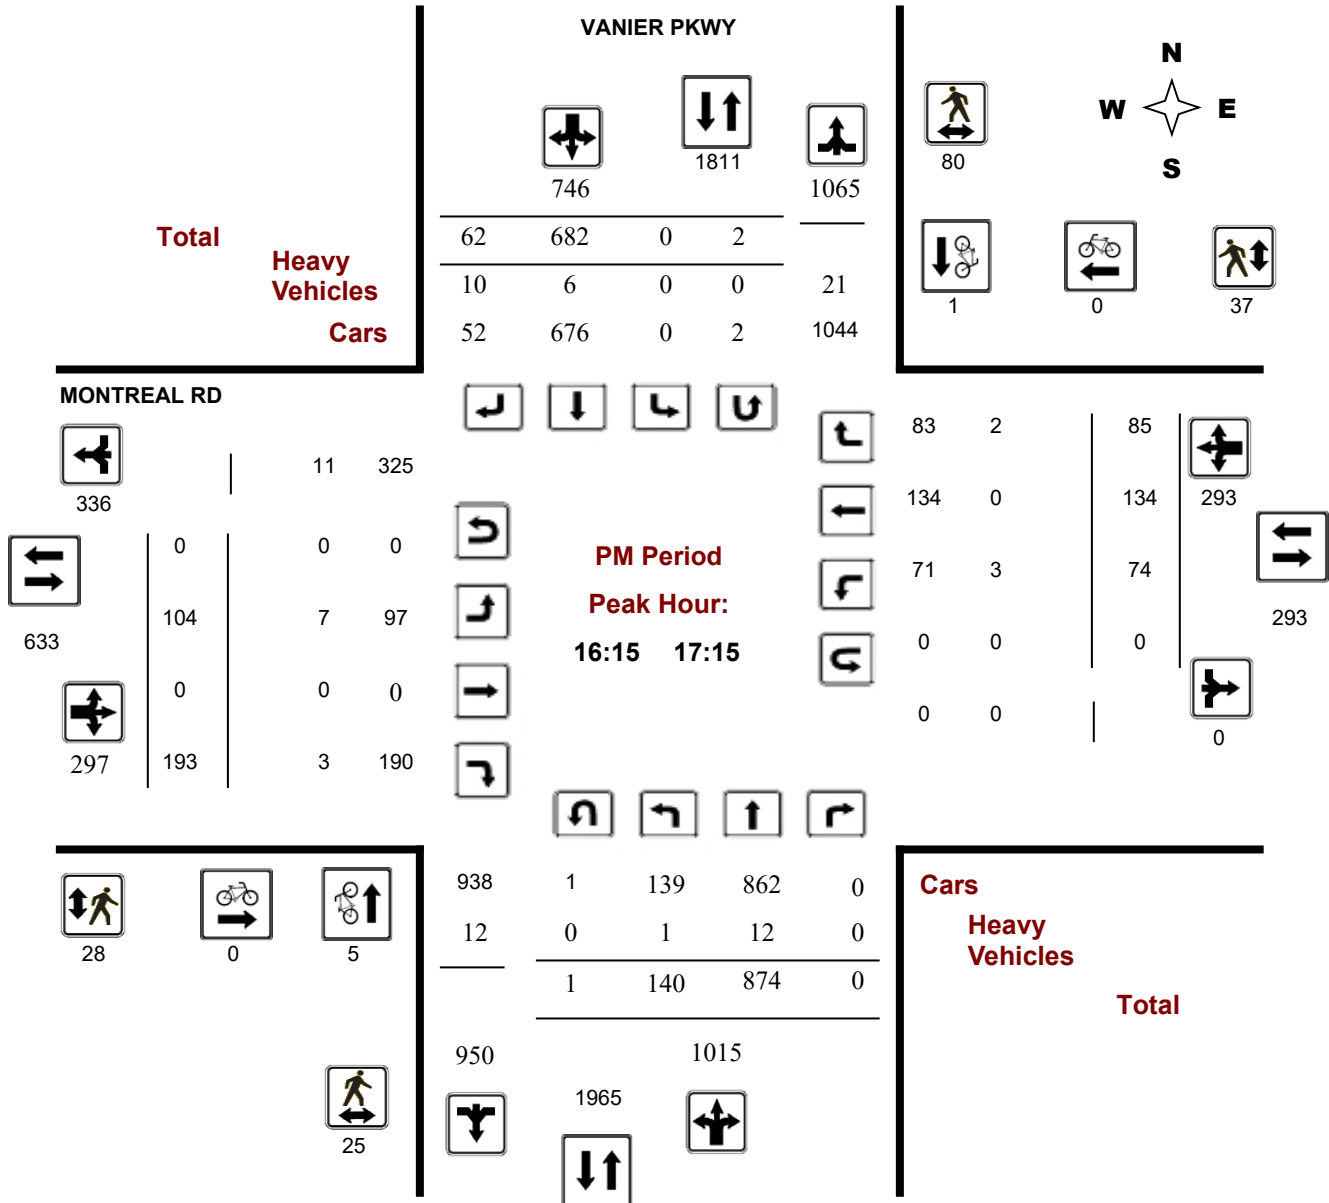 VANIER PKWY
N
W E
S
1811
80
746 1065
Total 62 682 0 2
Heavy
Vehicles 10 6 0 0 21
Cars 52 676 0 2 1044
1 0 37
MONTREAL RD
83 2 85
11 325
336
134 0 134 293
0 0 0
PM Period
71 3 74
104 7 97
Peak Hour:
633
293
16:15 17:15
0 0 0
0 0 0
0 0
0
297 193 3 190
938 1 139 862 0 Cars
12 0 1 12 0 Heavy
Vehicles
28 0 5
1 140 874 0
Total
950 1015
1965
25